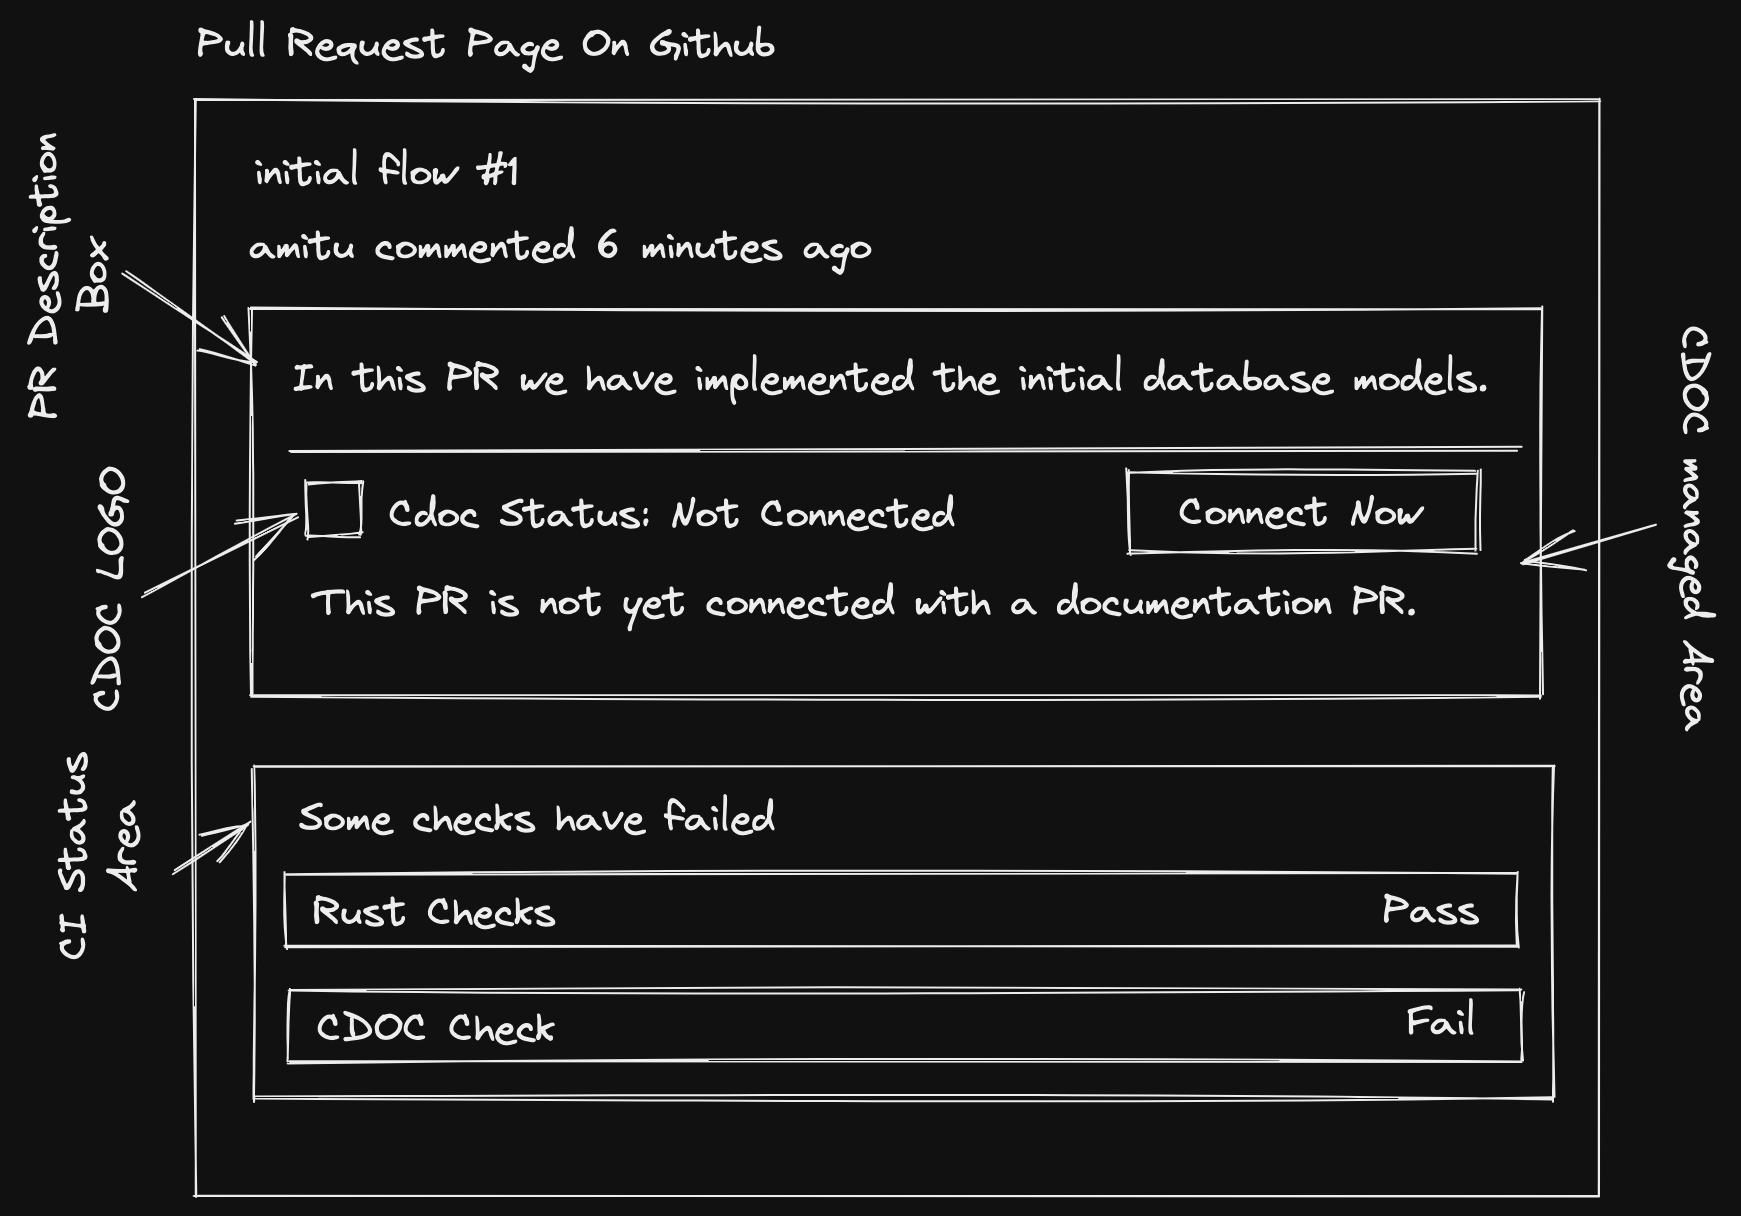 Pull Request Page On Github
initial flow #1
amitu commented 6 minutes ago
PR Description
Box
In this PR we have implemented the initial database models.
CDOC LOGO
Cdoc Status: Not Connected
Connect Now
This PR is not yet connected with a documentation PR.
CDOC managed Area
CI Status
Area
Some checks have failed
Rust Checks
Pass
CDOC Check
Fail